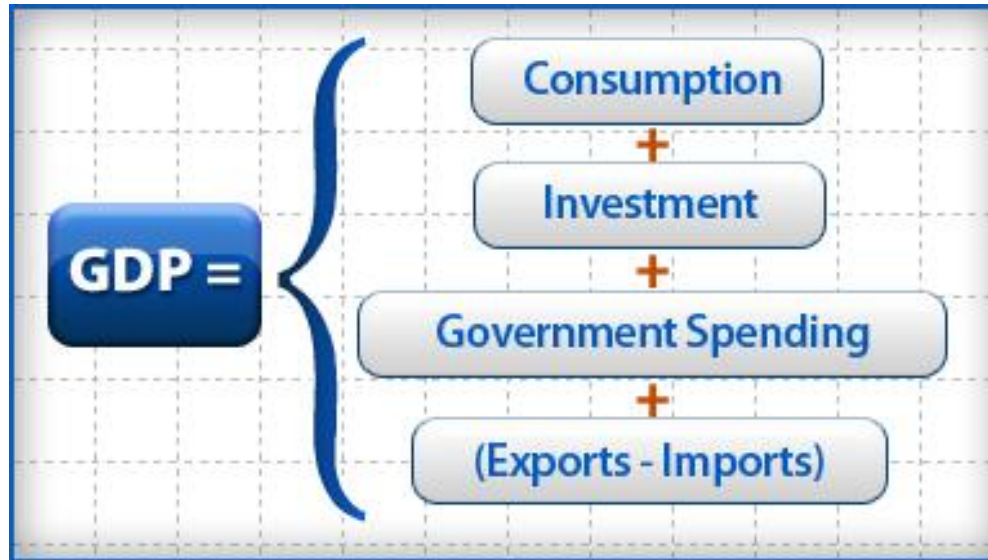 Consumption
+
Investment
GDP =
+
Government Spending
+
(Exports - Imports)